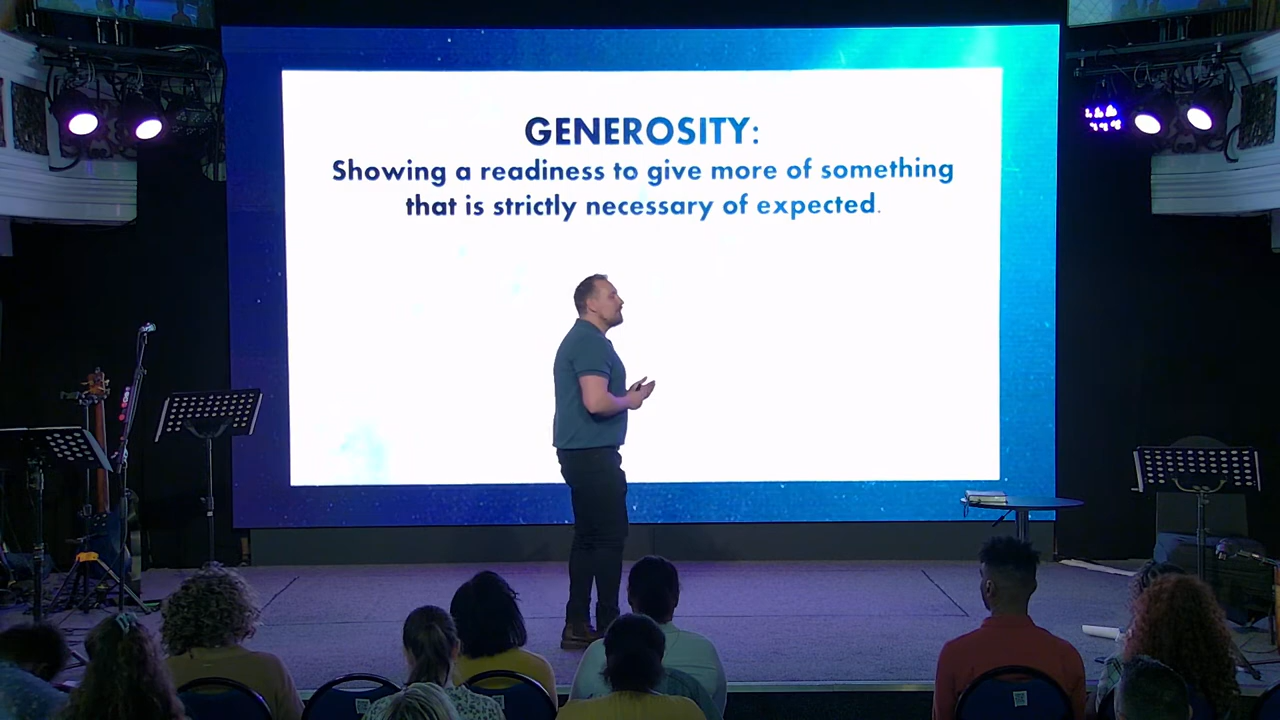 GENEROSITY:
Showing a readiness to give more of something
that is strictly necessary of expected.